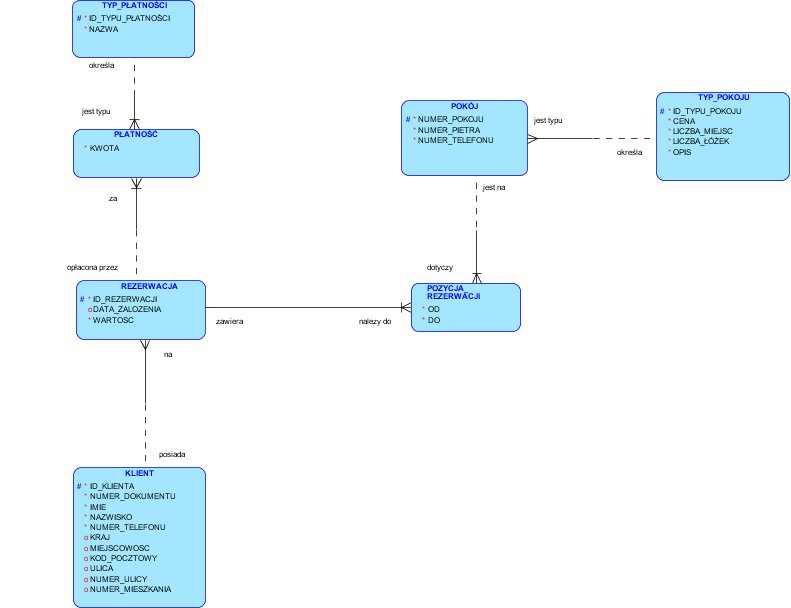 TYP_PŁATNOŚCI
# * ID_TYPU_PŁATNOŚCI
* NAZWA
określa
jest typu
PŁATNOŚĆ
* KWOTA
za
opłacona przez
REZERWACJA
# * ID_REZERWACJI
o DATA_ZALOZENIA
* WARTOSC
zawiera
nalezy do
na
posiada
KLIENT
# * ID_KLIENTA
* NUMER_DOKUMENTU
* IMIE
* NAZWISKO
* NUMER_TELEFONU
o KRAJ
o MIEJSCOWOSC
o KOD_POCZTOWY
o ULICA
o NUMER_ULICY
o NUMER_MIESZKANIA
POKÓJ
# * NUMER_POKOJU
* NUMER_PIETRA
* NUMER_TELEFONU
jest typu
określa
TYP_POKOJU
# * ID_TYPU_POKOJU
* CENA
* LICZBA_MIEJSC
* LICZBA_ŁÓŻEK
* OPIS
jest na
dotyczy
POZYCJA_
REZERWACJI
* OD
* DO